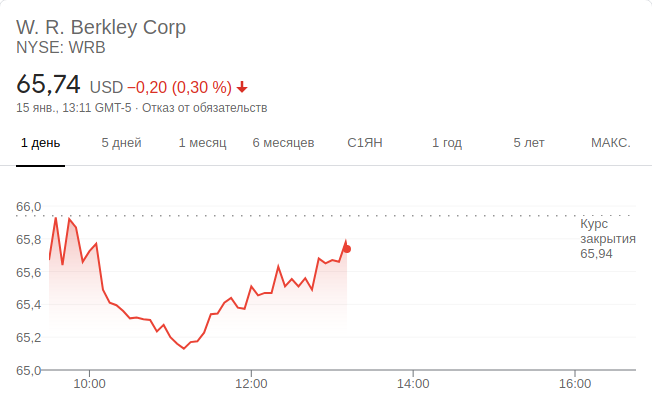 W. R. Berkley Corp
NYSE: WRB
65,74 USD −0,20 (0,30 %)
15 янв., 13:11 GMT-5 · Отказ от обязательств
1 день 5 дней 1 месяц 6 месяцев С1ЯН 1 год 5 лет МАКС.
66,0
Курс
закрытия
65,94
65,8
65,6
65,4
65,2
65,0
10:00 12:00 14:00 16:00